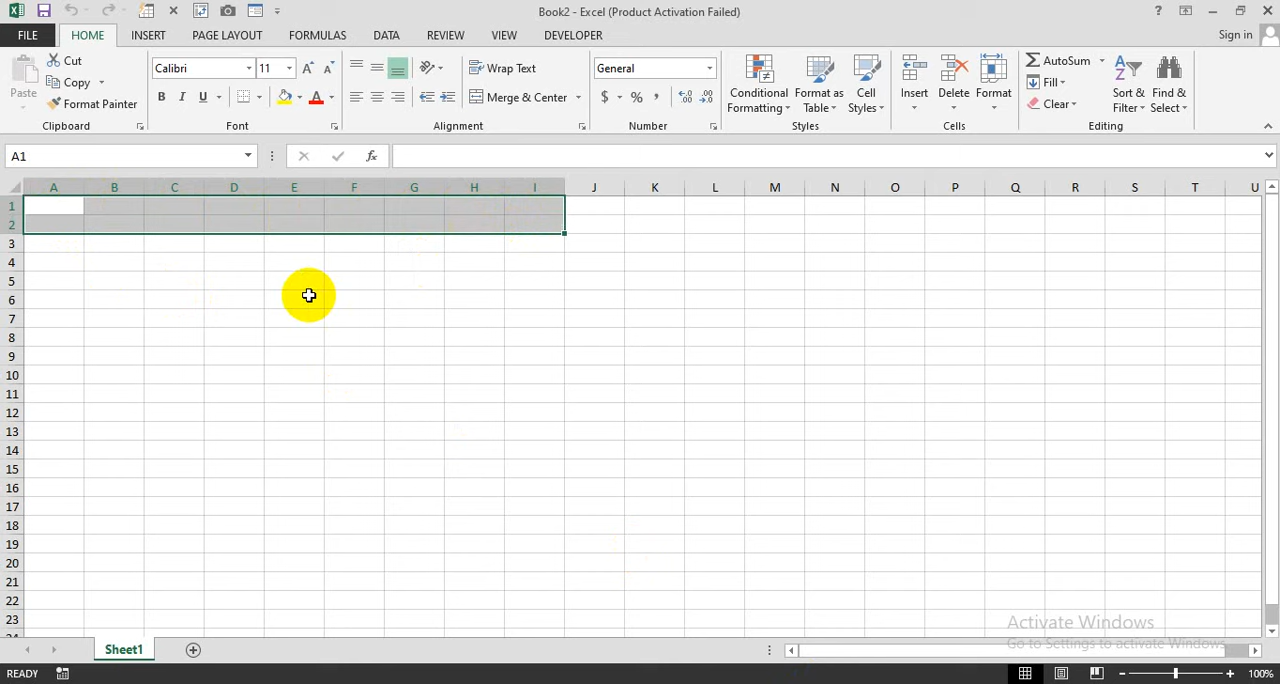 Book2 - Excel (Product Activation Failed)
?
FILE HOME INSERT PAGE LAYOUT FORMULAS DATA REVIEW VIEW DEVELOPER Sign in
Paste
Cut
Copy
Format Painter
Clipboard
Calibri 11
B I U
Font
Wrap Text
Merge & Center
Alignment
General
$ % ,
Number
Conditional Formatting
Format as Table
Cell Styles
Styles
Insert Delete Format
Cells
AutoSum
Fill
Clear
Sort & Filter
Find & Select
Editing
A1 fx
A B C D E F G H I J K L M N O P Q R S T U
1
2
3
4
5
6
7
8
9
10
11
12
13
14
15
16
17
18
19
20
21
22
23
Activate Windows
Go to Settings to activate Windows.
Sheet1
READY 100%